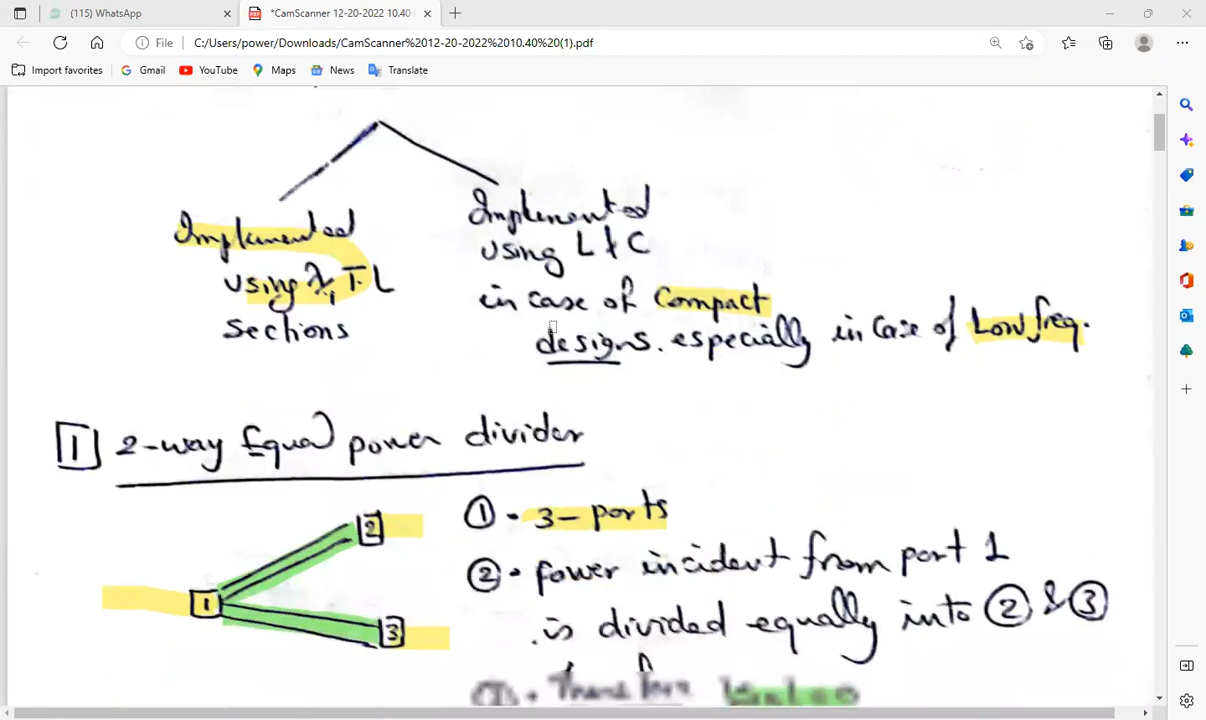 (115) WhatsApp
*CamScanner 12-20-2022 10.40
File C:/Users/power/Downloads/CamScanner%2012-20-2022%2010.40%20(1).pdf
Import favorites Gmail YouTube Maps News Translate
Implemented
using λ, T.L
sections
Implemented
using L & C
in case of Compact
designs. especially in case of Low freq.
1 2-way Equal power divider
1 2 3
① • 3-ports
② • power incident from port 1
is divided equally into ② & ③
• Therefore